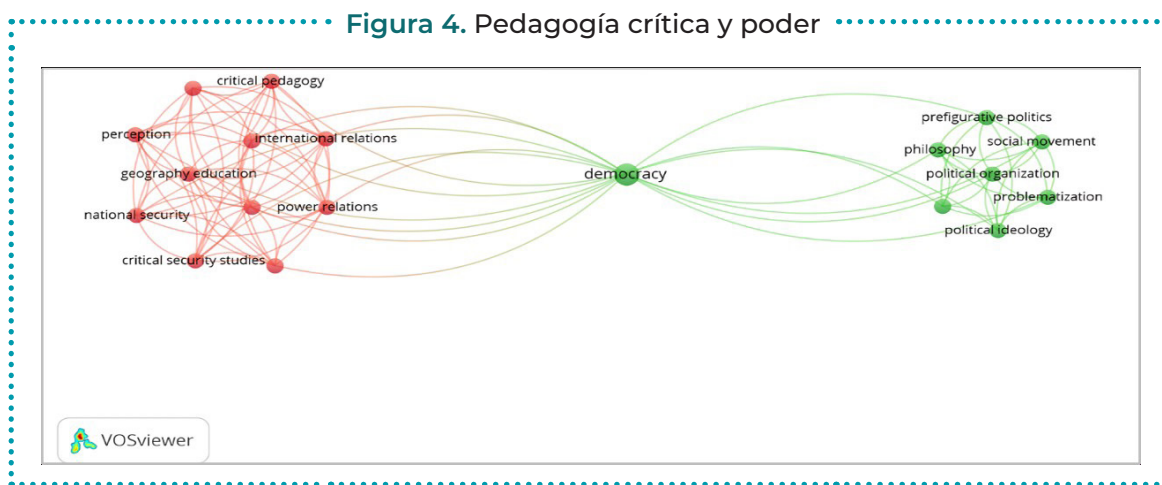 Figura 4. Pedagogía crítica y poder
critical pedagogy
perception
international relations
geography education
national security
power relations
critical security studies
democracy
prefigurative politics
social movement
philosophy
political organization
problematization
political ideology
VOSviewer